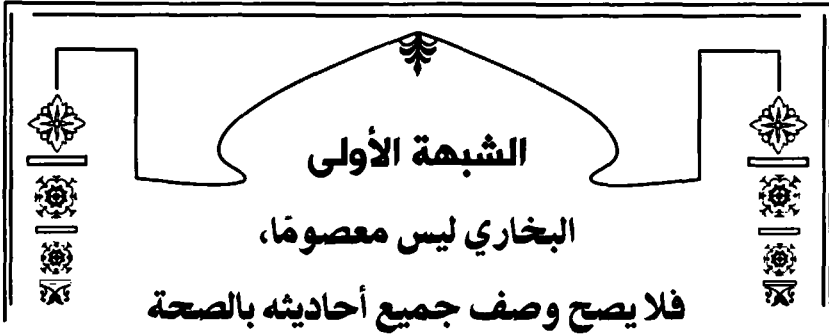 الشبهة الأولى
البخاري ليس معصومًا،
فلا يصح وصف جميع أحاديثه بالصحة